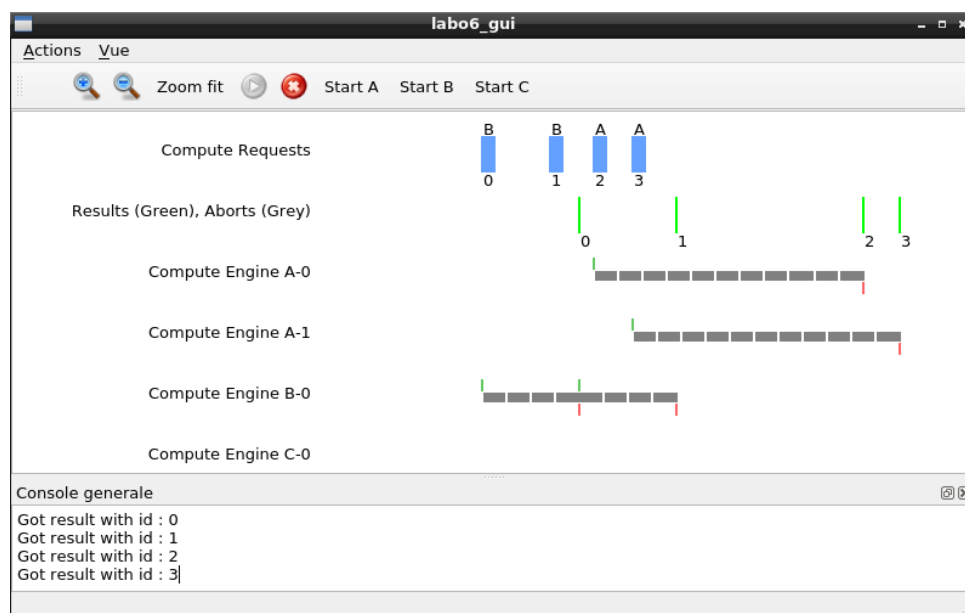 labo6_gui
Actions Vue
Zoom fit Start A Start B Start C
B B A A
Compute Requests
0 1 2 3
Results (Green), Aborts (Grey)
0 1 2 3
Compute Engine A-0
Compute Engine A-1
Compute Engine B-0
Compute Engine C-0
Console generale
Got result with id : 0
Got result with id : 1
Got result with id : 2
Got result with id : 3